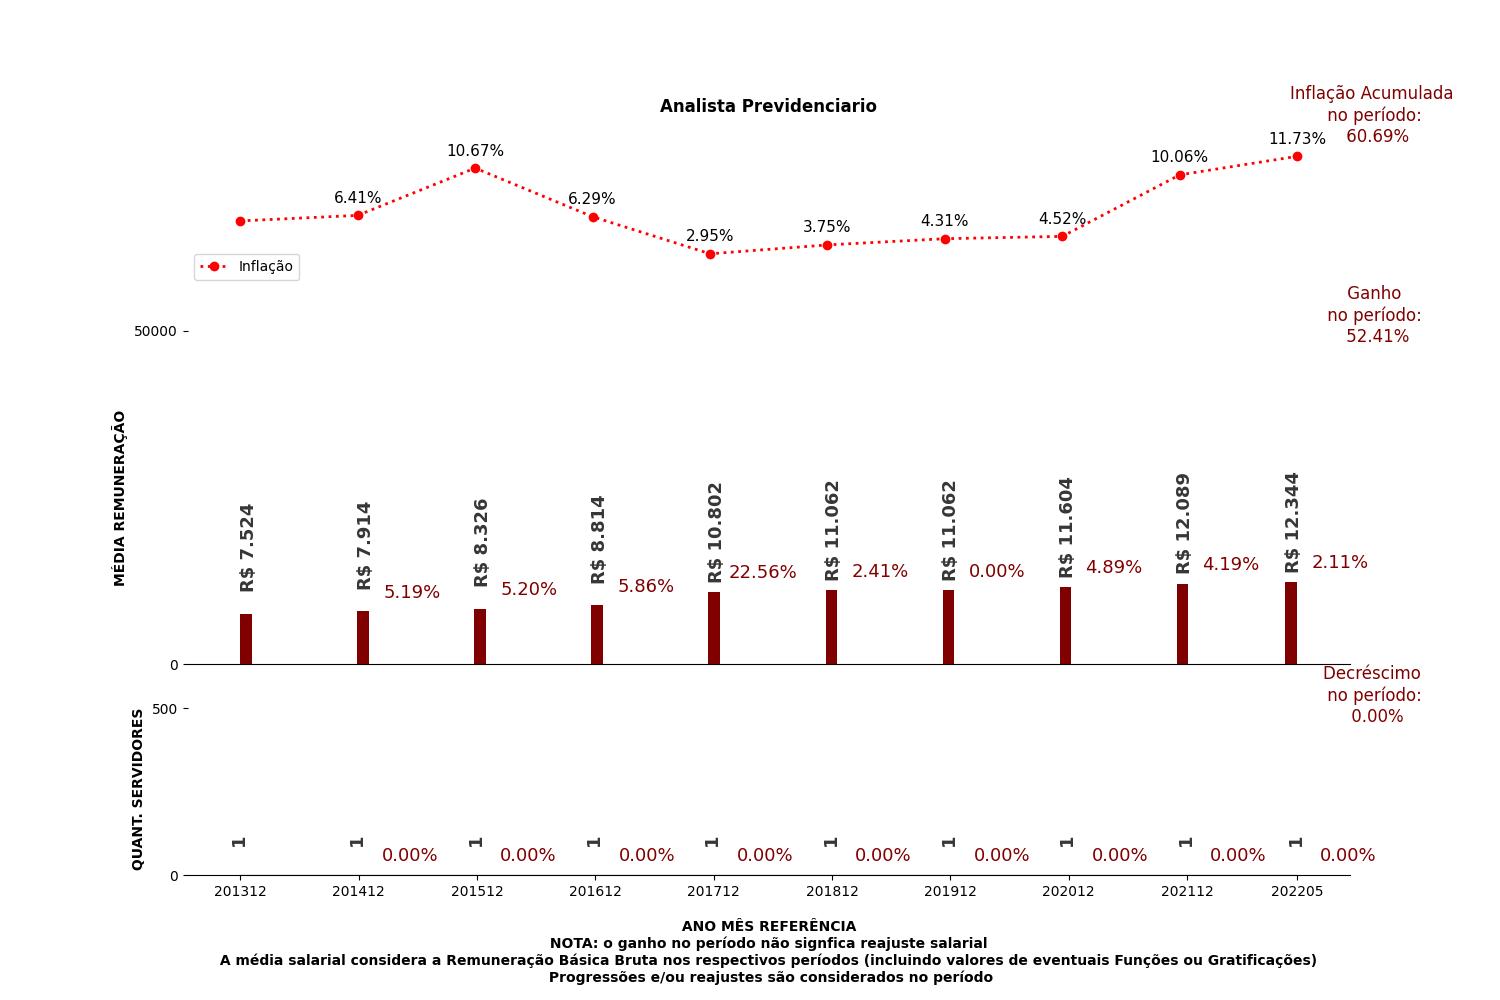 Analista Previdenciario
Inflação Acumulada
no período:
60.69%
6.41%
10.67%
6.29%
2.95%
3.75%
4.31%
4.52%
10.06%
11.73%
Inflação
Ganho
no período:
52.41%
50000
0
MÉDIA REMUNERAÇÃO
R$ 7.524
R$ 7.914
R$ 8.326
R$ 8.814
R$ 10.802
R$ 11.062
R$ 11.062
R$ 11.604
R$ 12.089
R$ 12.344
5.19%
5.20%
5.86%
22.56%
2.41%
0.00%
4.89%
4.19%
2.11%
Decréscimo
no período:
0.00%
500
0
QUANT. SERVIDORES
1
1
1
1
1
1
1
1
1
1
0.00%
0.00%
0.00%
0.00%
0.00%
0.00%
0.00%
0.00%
0.00%
201312
201412
201512
201612
201712
201812
201912
202012
202112
202205
ANO MÊS REFERÊNCIA
NOTA: o ganho no período não signfica reajuste salarial
A média salarial considera a Remuneração Básica Bruta nos respectivos períodos (incluindo valores de eventuais Funções ou Gratificações)
Progressões e/ou reajustes são considerados no período